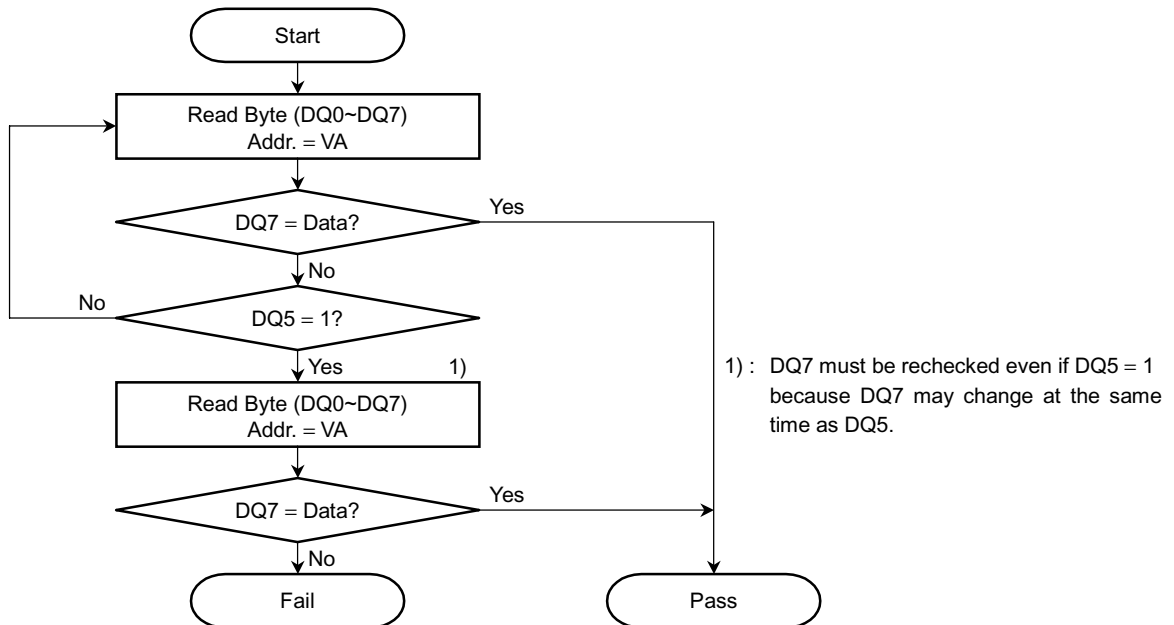 Start
Read Byte (DQ0~DQ7)
Addr. = VA
DQ7 = Data?
Yes
No
No
DQ5 = 1?
Yes
1)
Read Byte (DQ0~DQ7)
Addr. = VA
1) : DQ7 must be rechecked even if DQ5 = 1
because DQ7 may change at the same
time as DQ5.
DQ7 = Data?
Yes
No
Fail
Pass